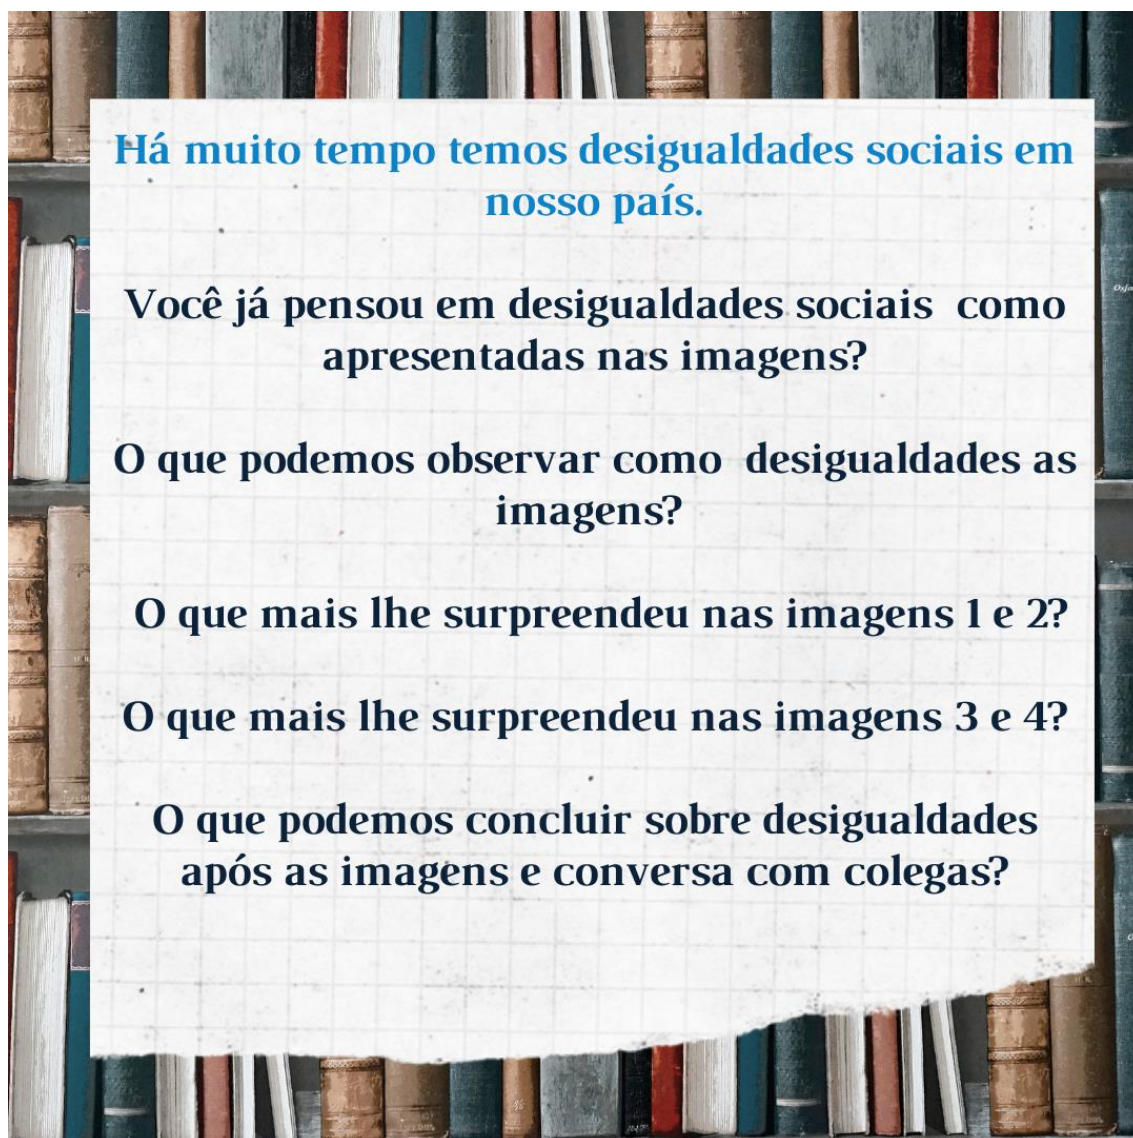 Há muito tempo temos desigualdades sociais em
nosso país.
Você já pensou em desigualdades sociais como
apresentadas nas imagens?
O que podemos observar como desigualdades as
imagens?
O que mais lhe surpreendeu nas imagens 1 e 2?
O que mais lhe surpreendeu nas imagens 3 e 4?
O que podemos concluir sobre desigualdades
após as imagens e conversa com colegas?